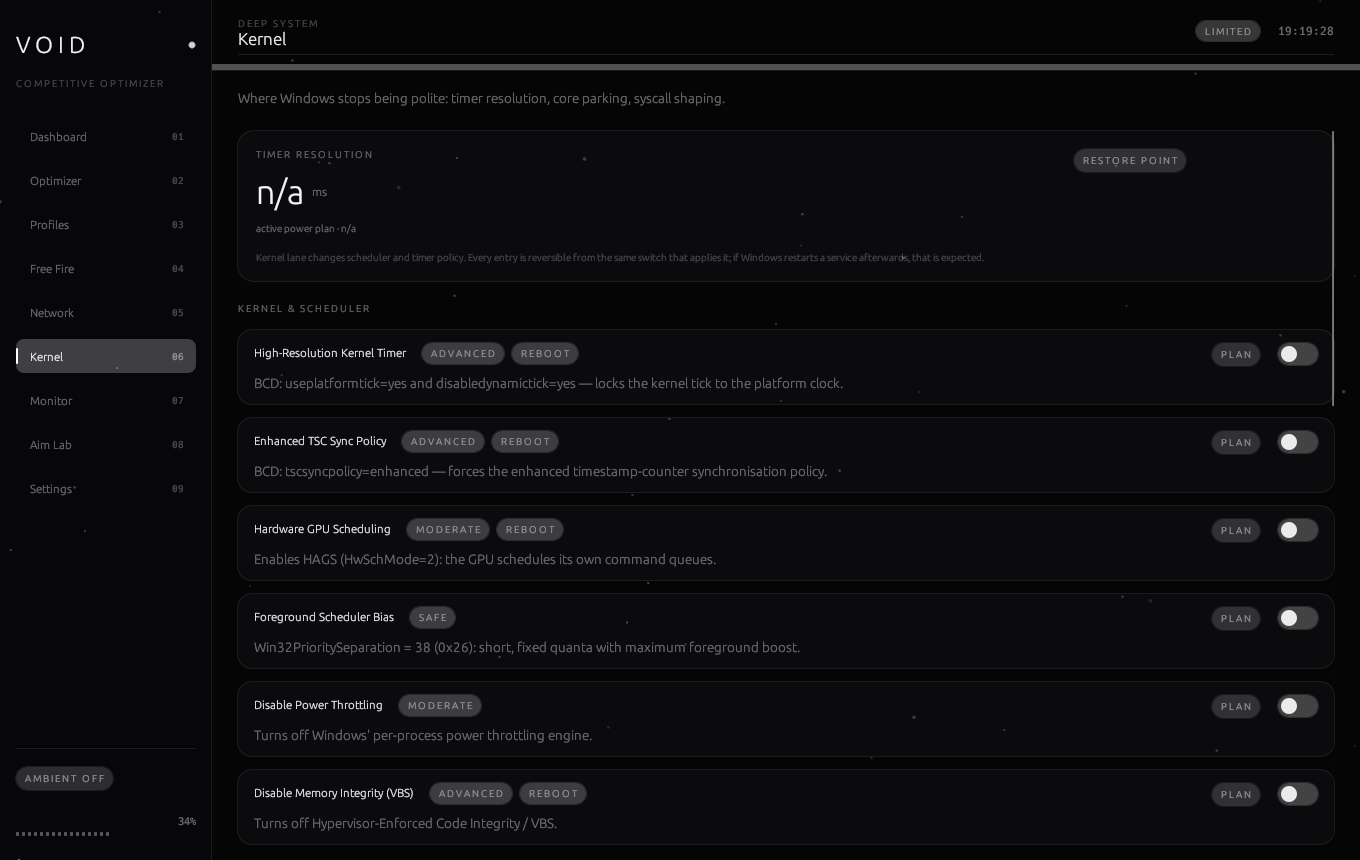 VOID
COMPETITIVE OPTIMIZER
Dashboard 01
Optimizer 02
Profiles 03
Free Fire 04
Network 05
Kernel 06
Monitor 07
Aim Lab 08
Settings 09
AMBIENT OFF
34%
DEEP SYSTEM
Kernel
LIMITED 19:19:28
Where Windows stops being polite: timer resolution, core parking, syscall shaping.
TIMER RESOLUTION
RESTORE POINT
n/a ms
active power plan · n/a
Kernel lane changes scheduler and timer policy. Every entry is reversible from the same switch that applies it; if Windows restarts a service afterwards, that is expected.
KERNEL & SCHEDULER
High-Resolution Kernel Timer ADVANCED REBOOT PLAN
BCD: useplatformtick=yes and disabledynamictick=yes — locks the kernel tick to the platform clock.
Enhanced TSC Sync Policy ADVANCED REBOOT PLAN
BCD: tscsyncpolicy=enhanced — forces the enhanced timestamp-counter synchronisation policy.
Hardware GPU Scheduling MODERATE REBOOT PLAN
Enables HAGS (HwSchMode=2): the GPU schedules its own command queues.
Foreground Scheduler Bias SAFE PLAN
Win32PrioritySeparation = 38 (0x26): short, fixed quanta with maximum foreground boost.
Disable Power Throttling MODERATE PLAN
Turns off Windows' per-process power throttling engine.
Disable Memory Integrity (VBS) ADVANCED REBOOT PLAN
Turns off Hypervisor-Enforced Code Integrity / VBS.